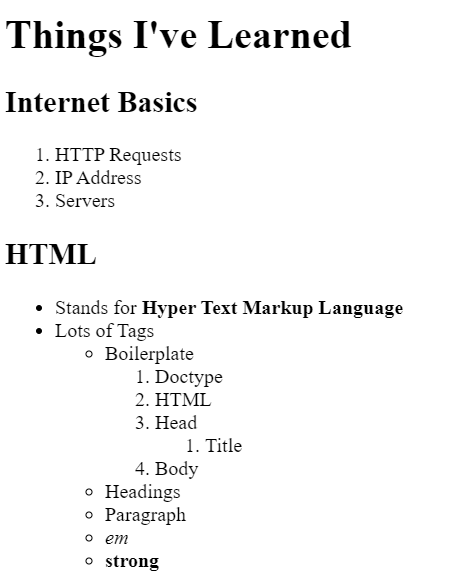 Things I've Learned
Internet Basics
1. HTTP Requests
2. IP Address
3. Servers
HTML
• Stands for Hyper Text Markup Language
• Lots of Tags
○ Boilerplate
1. Doctype
2. HTML
3. Head
1. Title
4. Body
○ Headings
○ Paragraph
○ em
○ strong